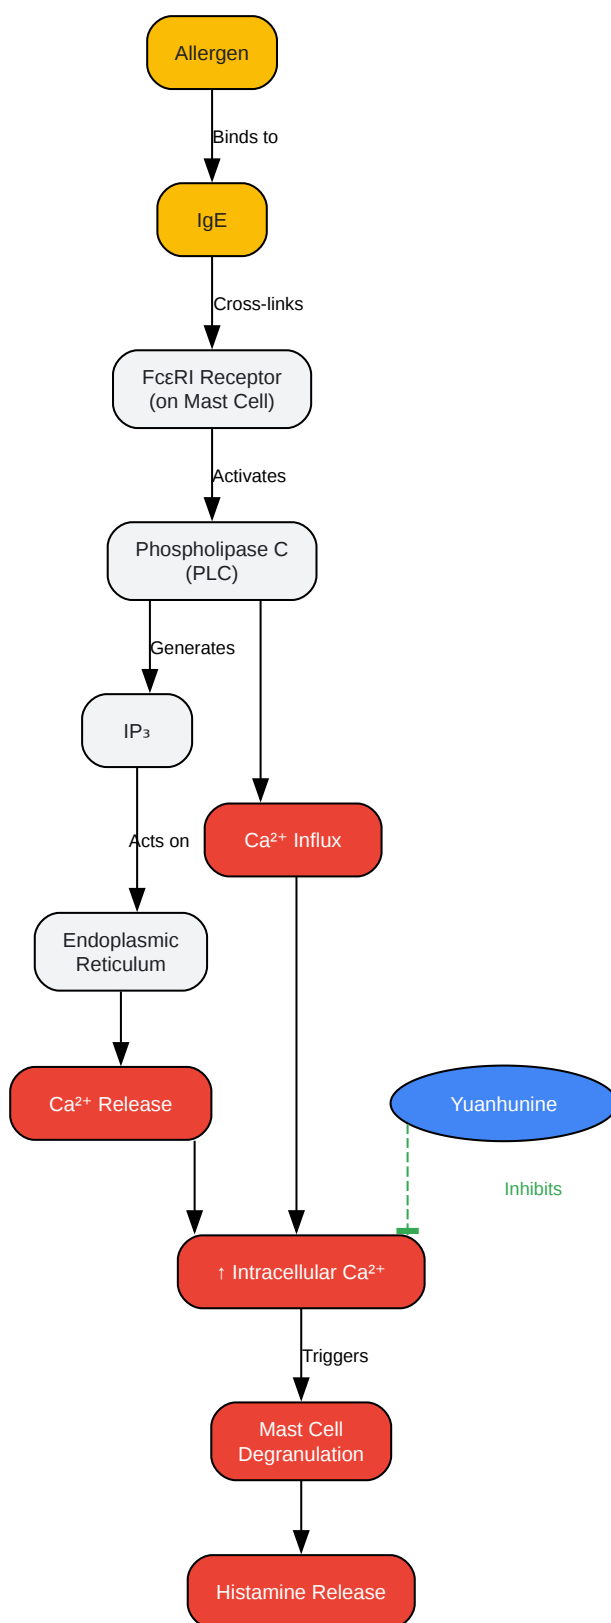 Allergen
Binds to
IgE
Cross-links
FcεRI Receptor
(on Mast Cell)
Activates
Phospholipase C
(PLC)
Generates
IP₃
Acts on
Ca²⁺ Influx
Endoplasmic
Reticulum
Ca²⁺ Release
Yuanhunine
Inhibits
↑ Intracellular Ca²⁺
Triggers
Mast Cell
Degranulation
Histamine Release